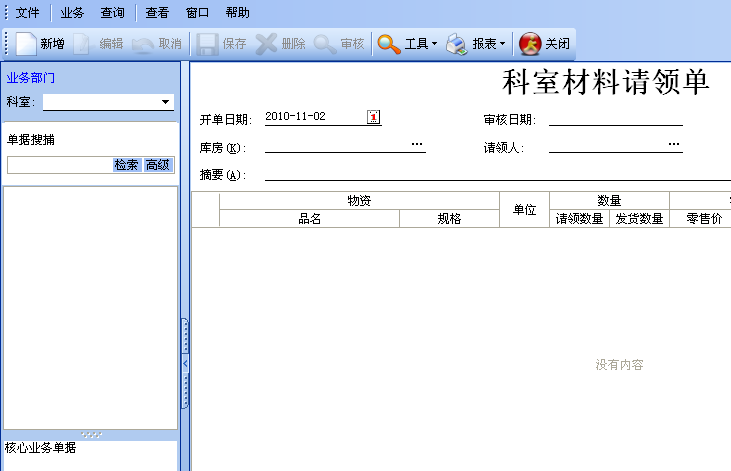 文件 业务 查询 查看 窗口 帮助
新增 编辑 取消 保存 删除 审核 工具 报表 关闭
业务部门
科室:
单据搜捕
检索 高级
核心业务单据
科室材料请领单
开单日期: 2010-11-02 1 审核日期:
库房(K): ... 请领人: ...
摘要(A):
物资 单位 数量
品名 规格 请领数量 发货数量 零售价
没有内容